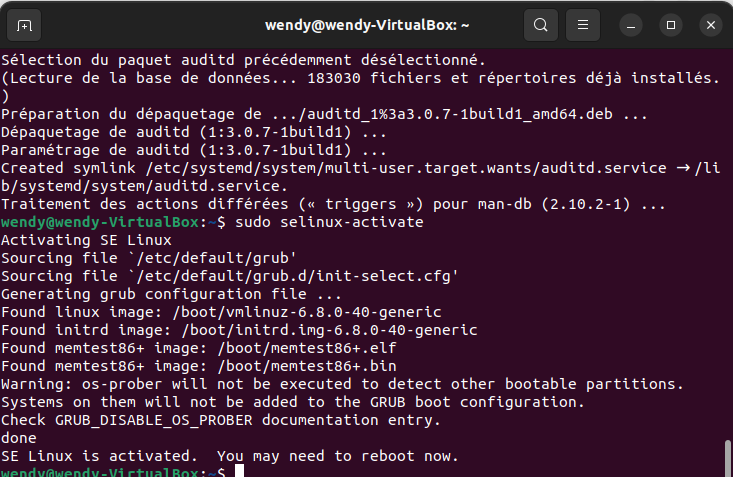 wendy@wendy-VirtualBox: ~
Sélection du paquet auditd précédemment désélectionné.
(Lecture de la base de données... 183030 fichiers et répertoires déjà installés.
)
Préparation du dépaquetage de .../auditd_1%3a3.0.7-1build1_amd64.deb ...
Dépaquetage de auditd (1:3.0.7-1build1) ...
Paramétrage de auditd (1:3.0.7-1build1) ...
Created symlink /etc/systemd/system/multi-user.target.wants/auditd.service → /li
b/systemd/system/auditd.service.
Traitement des actions différées (« triggers ») pour man-db (2.10.2-1) ...
wendy@wendy-VirtualBox:~$ sudo selinux-activate
Activating SE Linux
Sourcing file `/etc/default/grub'
Sourcing file `/etc/default/grub.d/init-select.cfg'
Generating grub configuration file ...
Found linux image: /boot/vmlinuz-6.8.0-40-generic
Found initrd image: /boot/initrd.img-6.8.0-40-generic
Found memtest86+ image: /boot/memtest86+.elf
Found memtest86+ image: /boot/memtest86+.bin
Warning: os-prober will not be executed to detect other bootable partitions.
Systems on them will not be added to the GRUB boot configuration.
Check GRUB_DISABLE_OS_PROBER documentation entry.
done
SE Linux is activated.  You may need to reboot now.
wendy@wendy-VirtualBox:~$